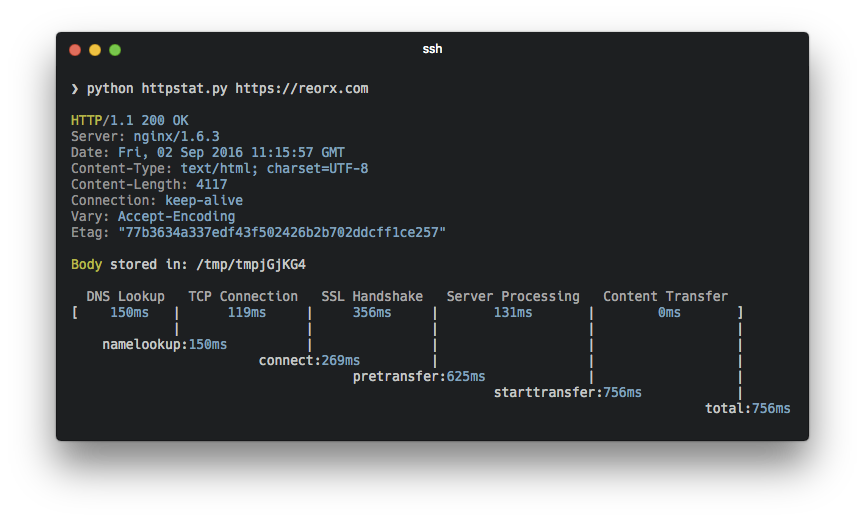 ssh
❯ python httpstat.py https://reorx.com
HTTP/1.1 200 OK
Server: nginx/1.6.3
Date: Fri, 02 Sep 2016 11:15:57 GMT
Content-Type: text/html; charset=UTF-8
Content-Length: 4117
Connection: keep-alive
Vary: Accept-Encoding
Etag: "77b3634a337edf43f502426b2b702ddcff1ce257"
Body stored in: /tmp/tmpjGjKG4
  DNS Lookup   TCP Connection   SSL Handshake   Server Processing   Content Transfer
[    150ms   |      119ms     |     356ms     |       131ms       |        0ms       ]
             |                |               |                   |                  |
    namelookup:150ms          |               |                   |                  |
                        connect:269ms         |                   |                  |
                                    pretransfer:625ms             |                  |
                                                      starttransfer:756ms            |
                                                                                 total:756ms